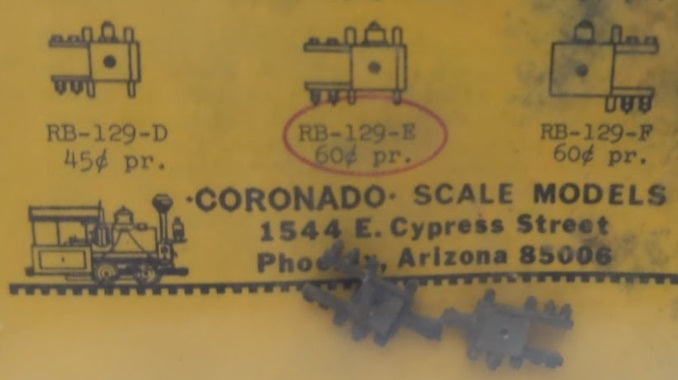 RB-129-D RB-129-E RB-129-F
45¢ pr. 60¢ pr. 60¢ pr.
·CORONADO· SCALE MODELS
1544 E. Cypress Street
Phoenix, Arizona 85006